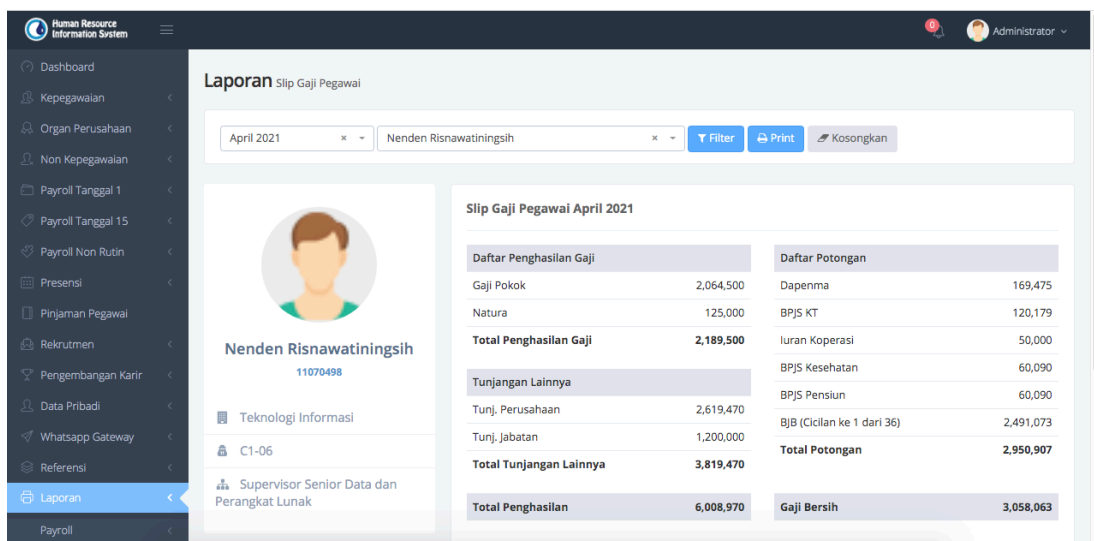 Human Resource
Information System
0
Administrator
Dashboard
Kepegawaian
Organ Perusahaan
Non Kepegawaian
Payroll Tanggal 1
Payroll Tanggal 15
Payroll Non Rutin
Presensi
Pinjaman Pegawai
Rekrutmen
Pengembangan Karir
Data Pribadi
Whatsapp Gateway
Referensi
Laporan
Payroll
Laporan Slip Gaji Pegawai
April 2021 × Nenden Risnawatiningsih × Filter Print Kosongkan
Nenden Risnawatiningsih
11070498
Teknologi Informasi
C1-06
Supervisor Senior Data dan
Perangkat Lunak
Slip Gaji Pegawai April 2021
Daftar Penghasilan Gaji
Gaji Pokok 2,064,500
Natura 125,000
Total Penghasilan Gaji 2,189,500
Tunjangan Lainnya
Tunj. Perusahaan 2,619,470
Tunj. Jabatan 1,200,000
Total Tunjangan Lainnya 3,819,470
Total Penghasilan 6,008,970
Daftar Potongan
Dapenma 169,475
BPJS KT 120,179
Iuran Koperasi 50,000
BPJS Kesehatan 60,090
BPJS Pensiun 60,090
BJB (Cicilan ke 1 dari 36) 2,491,073
Total Potongan 2,950,907
Gaji Bersih 3,058,063